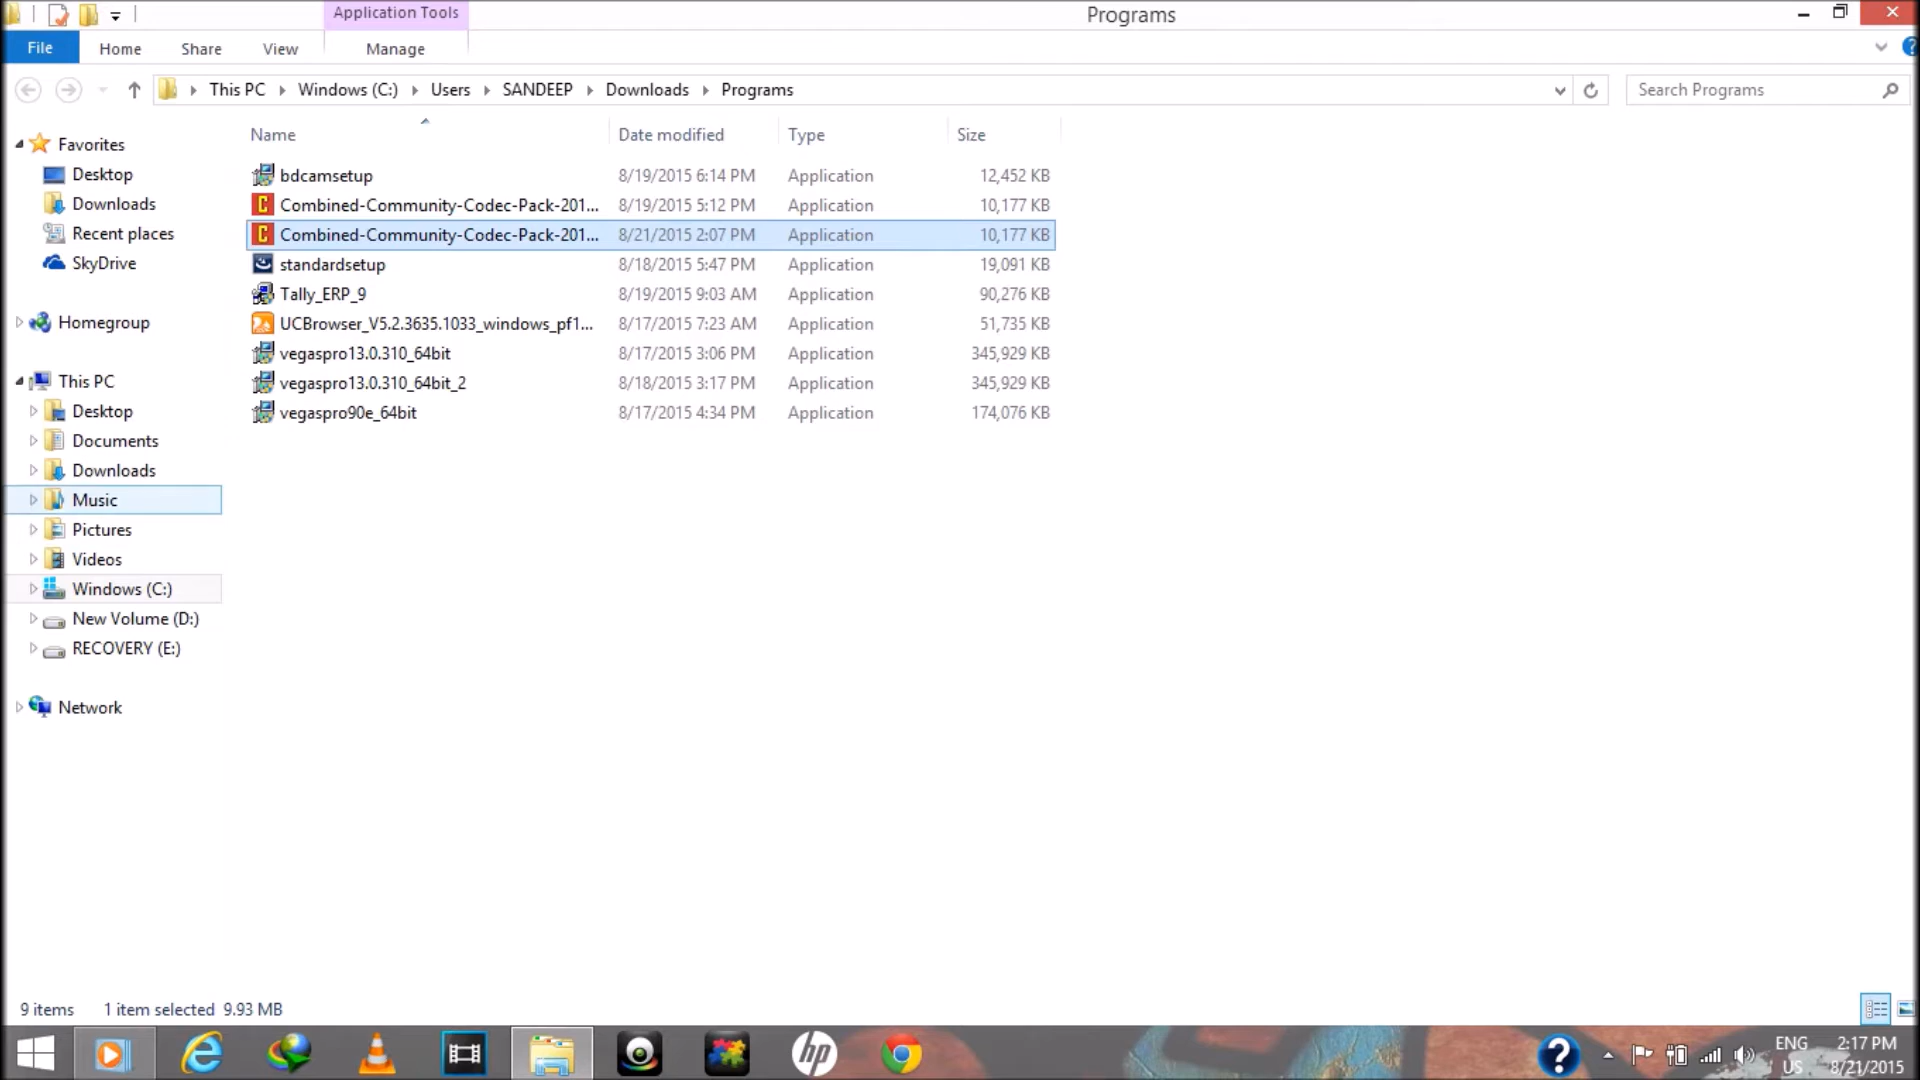 Application Tools
Programs
File Home Share View Manage
This PC Windows (C:) Users SANDEEP Downloads Programs
Search Programs
Name Date modified Type Size
Favorites
Desktop
Downloads
Recent places
SkyDrive
Homegroup
This PC
Desktop
Documents
Downloads
Music
Pictures
Videos
Windows (C:)
New Volume (D:)
RECOVERY (E:)
Network
bdcamsetup 8/19/2015 6:14 PM Application 12,452 KB
Combined-Community-Codec-Pack-201... 8/19/2015 5:12 PM Application 10,177 KB
Combined-Community-Codec-Pack-201... 8/21/2015 2:07 PM Application 10,177 KB
standardsetup 8/18/2015 5:47 PM Application 19,091 KB
Tally_ERP_9 8/19/2015 9:03 AM Application 90,276 KB
UCBrowser_V5.2.3635.1033_windows_pf1... 8/17/2015 7:23 AM Application 51,735 KB
vegaspro13.0.310_64bit 8/17/2015 3:06 PM Application 345,929 KB
vegaspro13.0.310_64bit_2 8/18/2015 3:17 PM Application 345,929 KB
vegaspro90e_64bit 8/17/2015 4:34 PM Application 174,076 KB
9 items 1 item selected 9.93 MB
hp
ENG 2:17 PM
US 8/21/2015